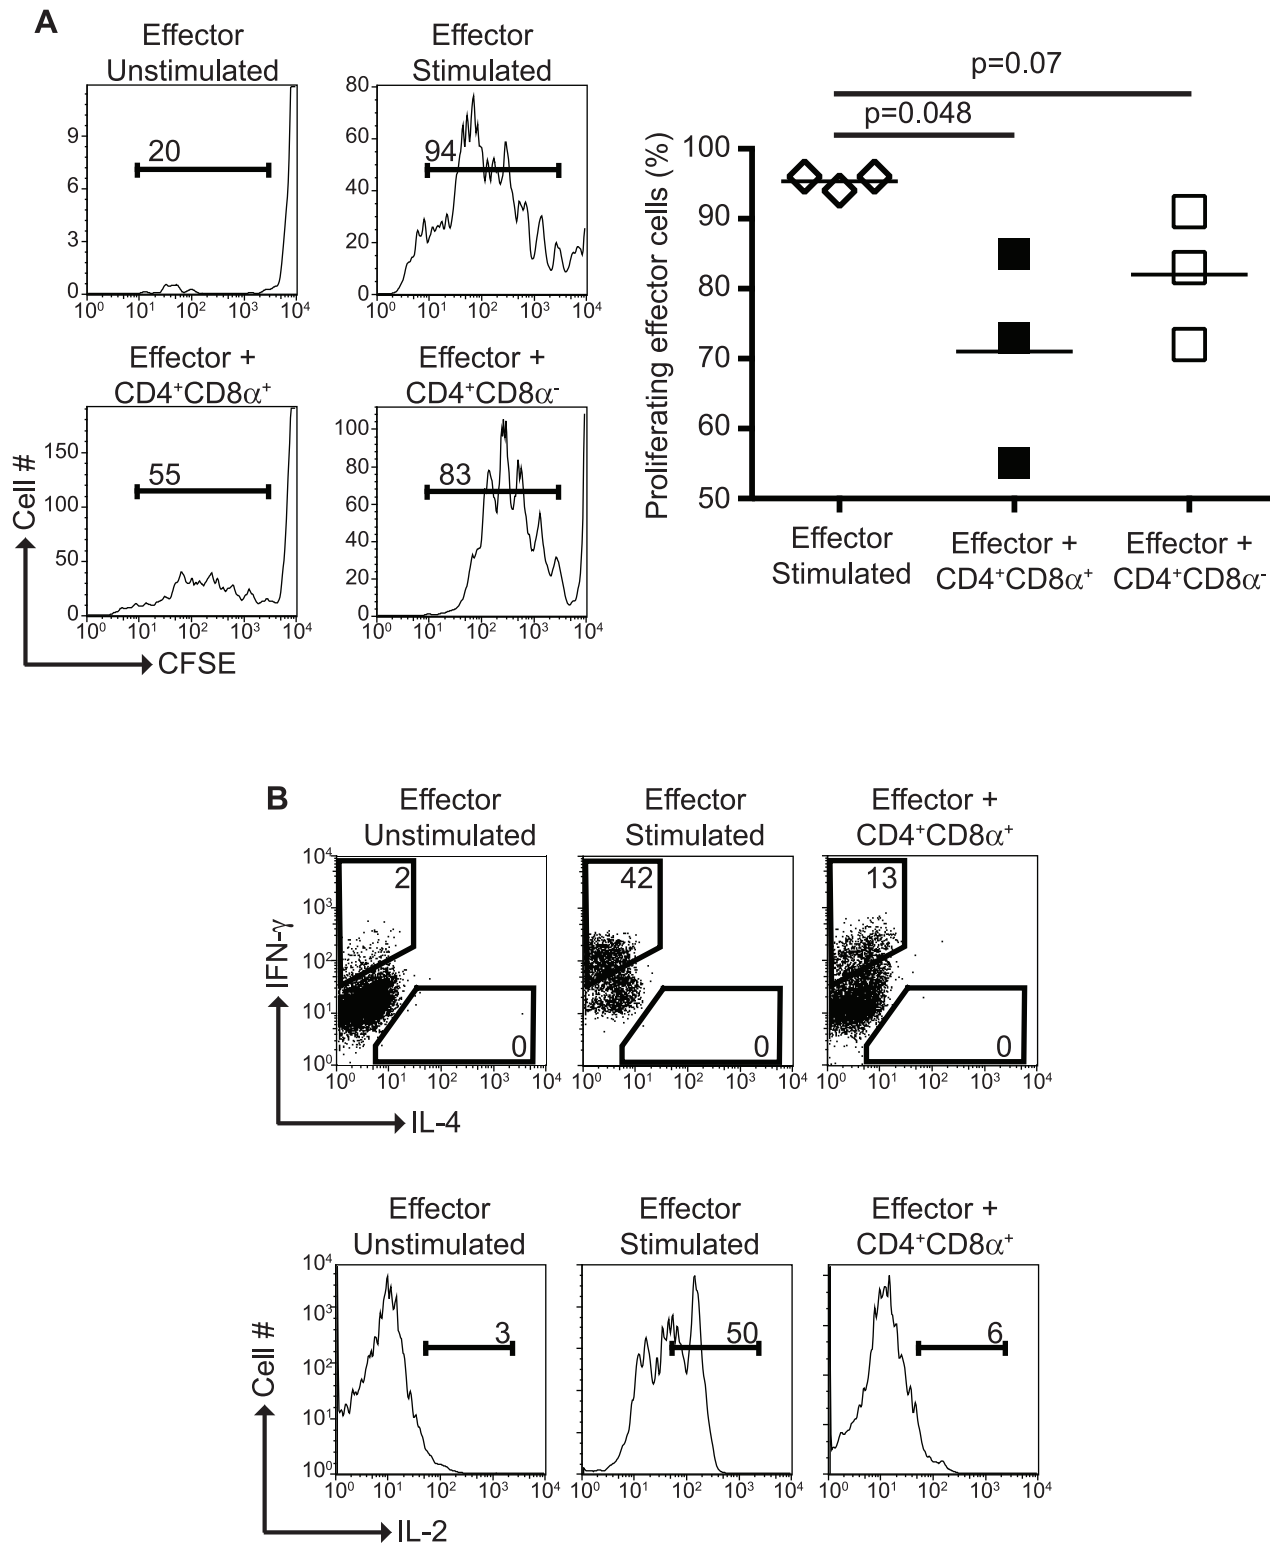 A
Effector
Unstimulated
20
9
6
3
0
10⁰ 10¹ 10² 10³ 10⁴
Effector
Stimulated
94
80
60
40
20
0
10⁰ 10¹ 10² 10³ 10⁴
Effector +
CD4⁺CD8α⁺
55
150
100
50
0
10⁰ 10¹ 10² 10³ 10⁴
Effector +
CD4⁺CD8α⁻
83
100
80
60
40
20
0
10⁰ 10¹ 10² 10³ 10⁴
Cell #
CFSE
p=0.07
p=0.048
Proliferating effector cells (%)
100
90
80
70
60
50
Effector
Stimulated
Effector +
CD4⁺CD8α⁺
Effector +
CD4⁺CD8α⁻
B
Effector
Unstimulated
2
0
10⁴
10³
10²
10¹
10⁰
10⁰ 10¹ 10² 10³ 10⁴
Effector
Stimulated
42
0
10⁰ 10¹ 10² 10³ 10⁴
Effector +
CD4⁺CD8α⁺
13
0
10⁰ 10¹ 10² 10³ 10⁴
IFN-γ
IL-4
Effector
Unstimulated
3
10⁴
10³
10²
10¹
10⁰
10⁰ 10¹ 10² 10³ 10⁴
Effector
Stimulated
50
10⁰ 10¹ 10² 10³ 10⁴
Effector +
CD4⁺CD8α⁺
6
10⁰ 10¹ 10² 10³ 10⁴
Cell #
IL-2